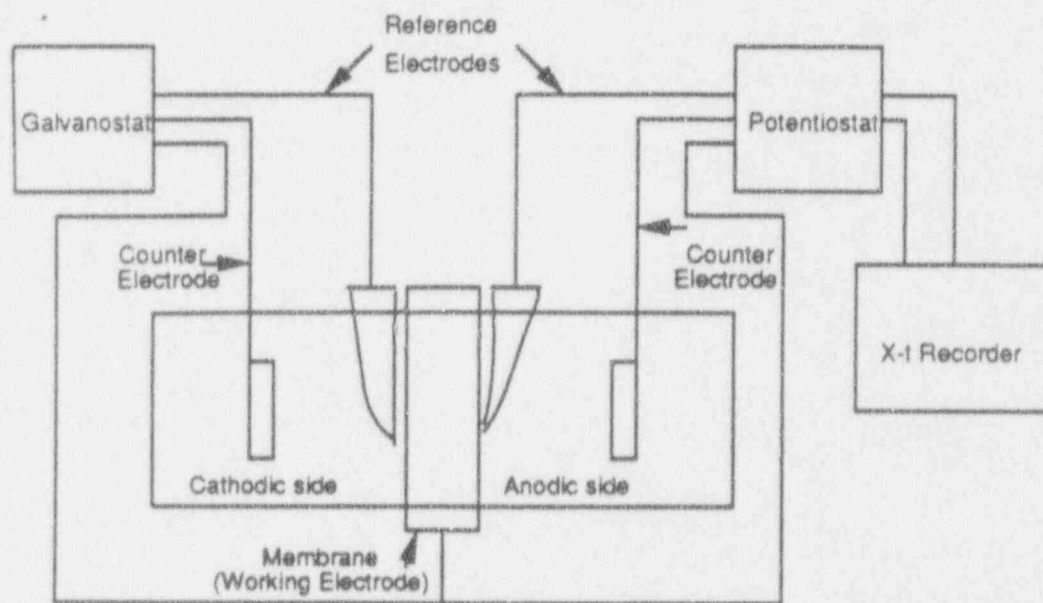 Reference
Electrodes
Galvanostat
Potentiostat
Counter
Electrode
Counter
Electrode
X-t Recorder
Cathodic side
Anodic side
Membrane
(Working Electrode)